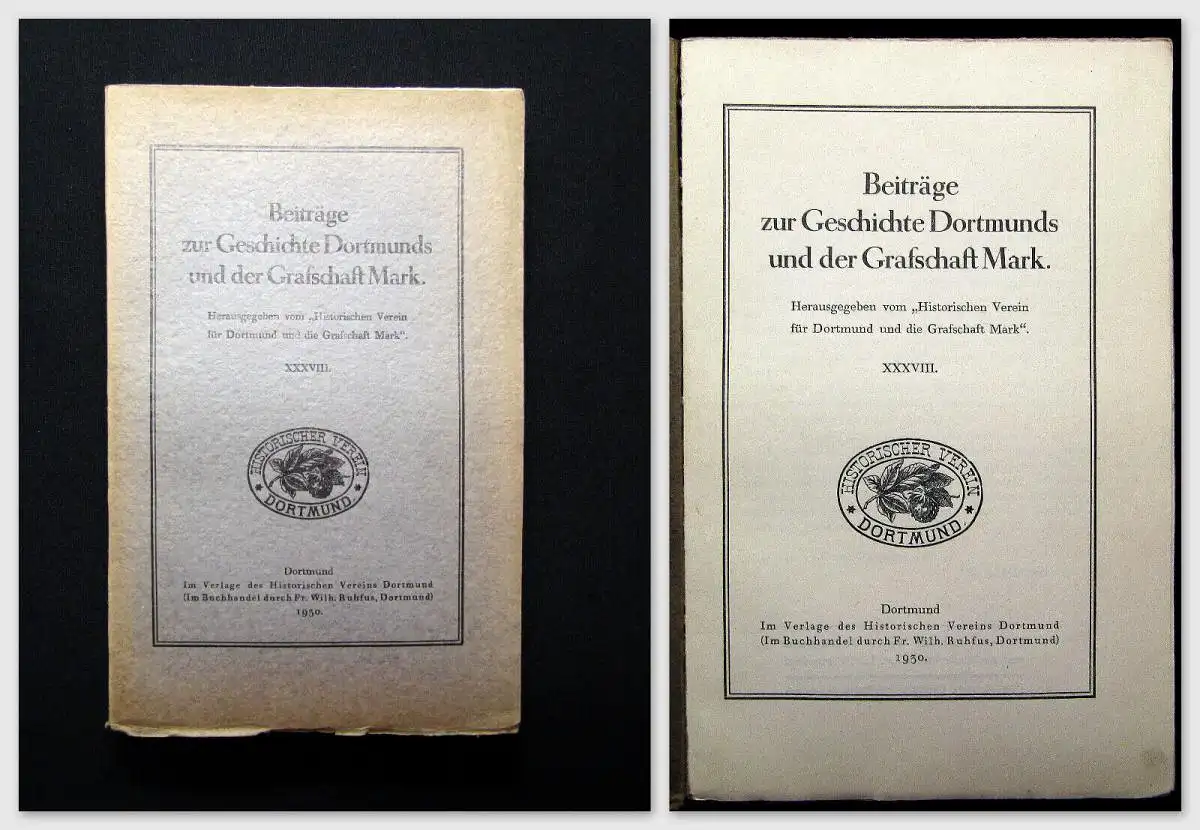 Beiträge
zur Geschichte Dortmunds
und der Grafschaft Mark.
Herausgegeben vom „Historischen Verein
für Dortmund und die Grafschaft Mark“.
XXXVIII.
HISTORISCHER VEREIN
* DORTMUND. *
Dortmund
Im Verlage des Historischen Vereins Dortmund
(Im Buchhandel durch Fr. Wilh. Ruhfus, Dortmund)
1930.
Beiträge
zur Geschichte Dortmunds
und der Grafschaft Mark.
Herausgegeben vom „Historischen Verein
für Dortmund und die Grafschaft Mark“.
XXXVIII.
HISTORISCHER VEREIN
* DORTMUND. *
Dortmund
Im Verlage des Historischen Vereins Dortmund
(Im Buchhandel durch Fr. Wilh. Ruhfus, Dortmund)
1930.